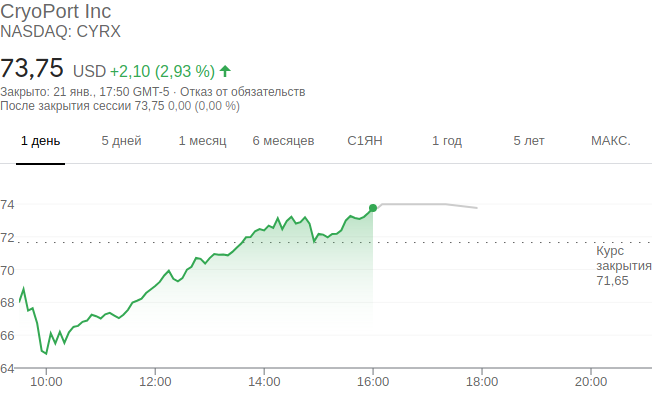 CryoPort Inc
NASDAQ: CYRX
73,75 USD +2,10 (2,93 %)
Закрыто: 21 янв., 17:50 GMT-5 · Отказ от обязательств
После закрытия сессии 73,75 0,00 (0,00 %)
1 день 5 дней 1 месяц 6 месяцев С1ЯН 1 год 5 лет МАКС.
74
72
Курс
закрытия
71,65
70
68
66
64
10:00 12:00 14:00 16:00 18:00 20:00